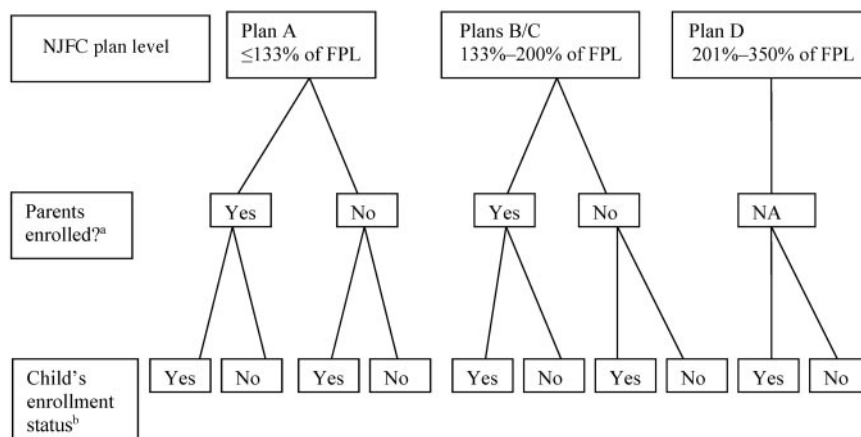 NJFC plan level
Plan A
≤133% of FPL
Plans B/C
133%–200% of FPL
Plan D
201%–350% of FPL
Parents
enrolled?ᵃ
Yes
No
Yes
No
NA
Child's
enrollment
statusᵇ
Yes
No
Yes
No
Yes
No
Yes
No
Yes
No